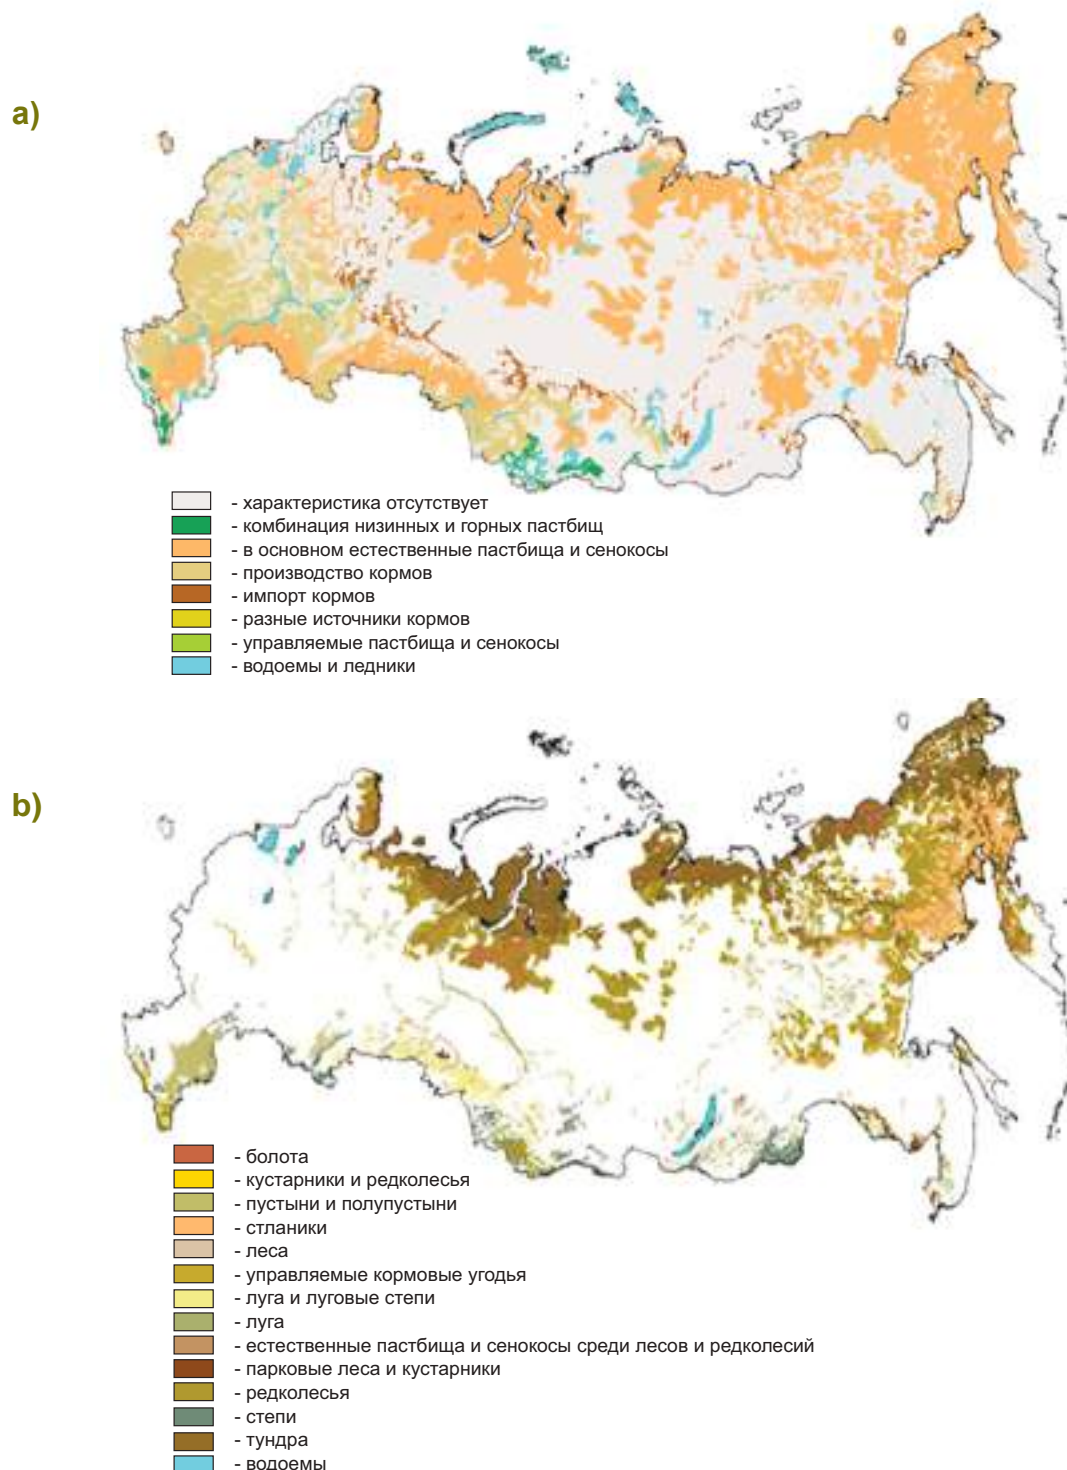 a)
- характеристика отсутствует
- комбинация низинных и горных пастбищ
- в основном естественные пастбища и сенокосы
- производство кормов
- импорт кормов
- разные источники кормов
- управляемые пастбища и сенокосы
- водоемы и ледники
b)
- болота
- кустарники и редколесья
- пустыни и полупустыни
- стланики
- леса
- управляемые кормовые угодья
- луга и луговые степи
- луга
- естественные пастбища и сенокосы среди лесов и редколесий
- парковые леса и кустарники
- редколесья
- степи
- тундра
- водоемы